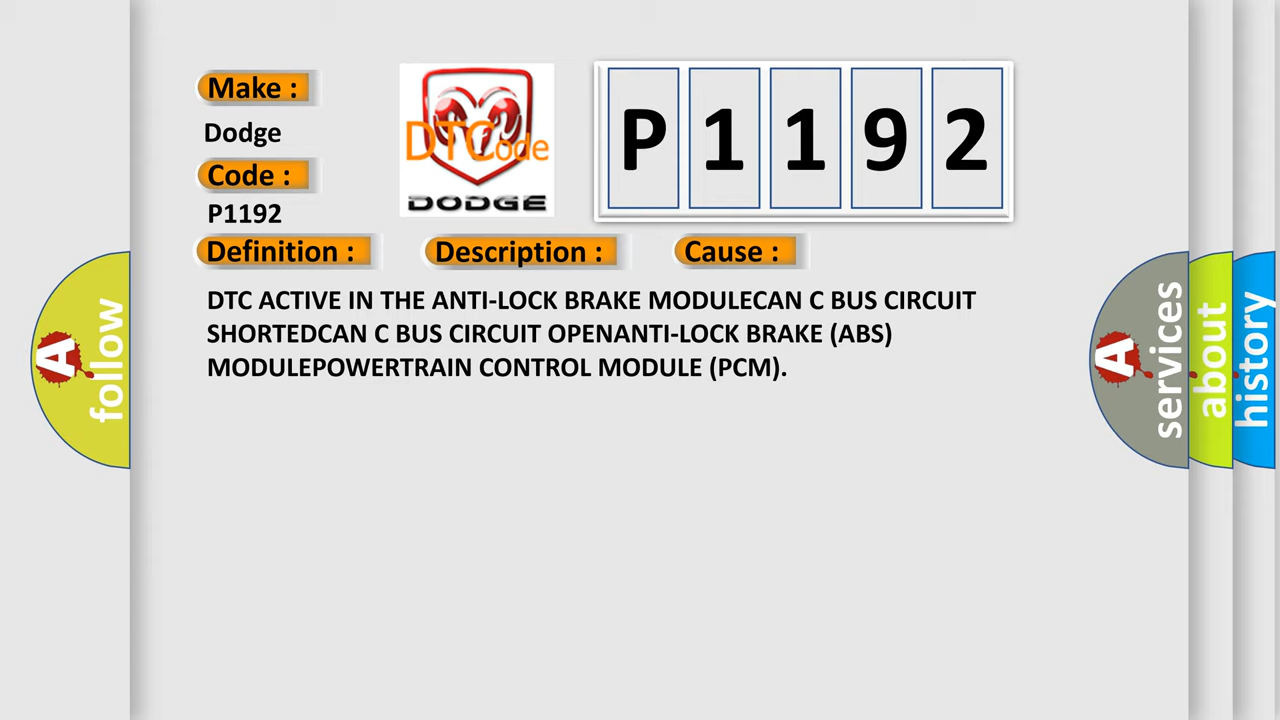 Make :
Dodge
Code :
P1192
DTCode
DODGE
P 1 1 9 2
Definition :
Description :
Cause :
DTC ACTIVE IN THE ANTI-LOCK BRAKE MODULECAN C BUS CIRCUIT
SHORTEDCAN C BUS CIRCUIT OPENANTI-LOCK BRAKE (ABS)
MODULEPOWERTRAIN CONTROL MODULE (PCM).
A follow
A services
about
history